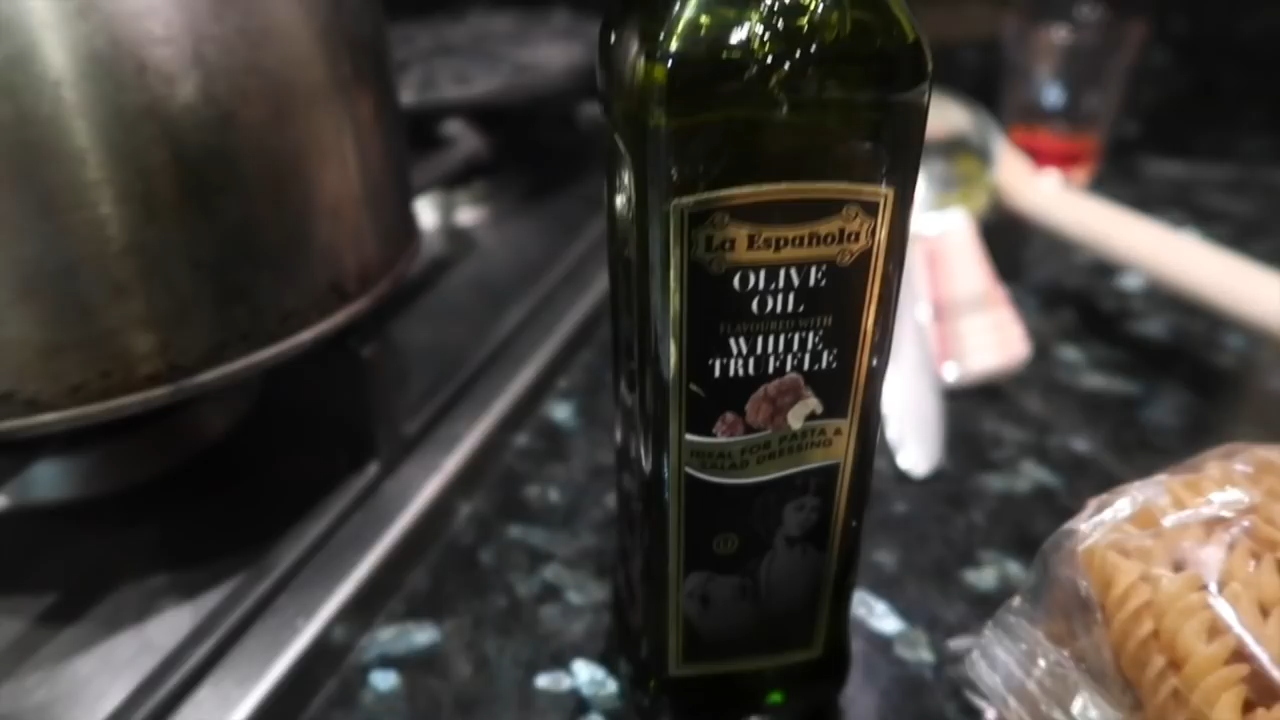 La Española
OLIVE
OIL
FLAVOURED WITH
WHITE
TRUFFLE
IDEAL FOR PASTA &
SALAD DRESSING